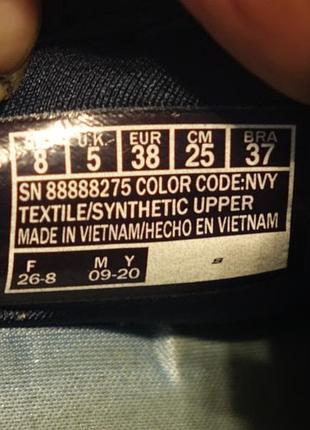 U.K. EUR CM BRA
8 5 38 25 37
SN 88888275 COLOR CODE:NVY
TEXTILE/SYNTHETIC UPPER
MADE IN VIETNAM/HECHO EN VIETNAM
F M Y
26-8 09-20